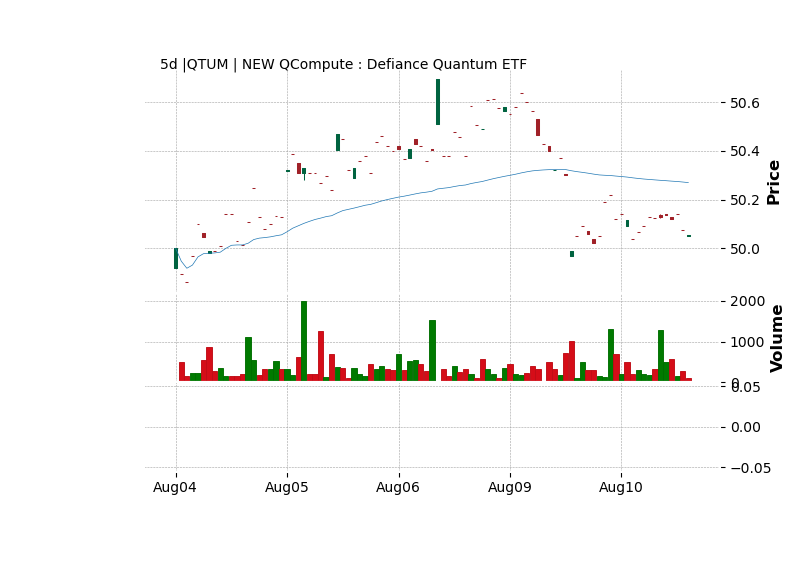 5d |QTUM | NEW QCompute : Defiance Quantum ETF
50.6
50.4
50.2
50.0
Price
2000
1000
0
Volume
0.05
0.00
−0.05
Aug04 Aug05 Aug06 Aug09 Aug10